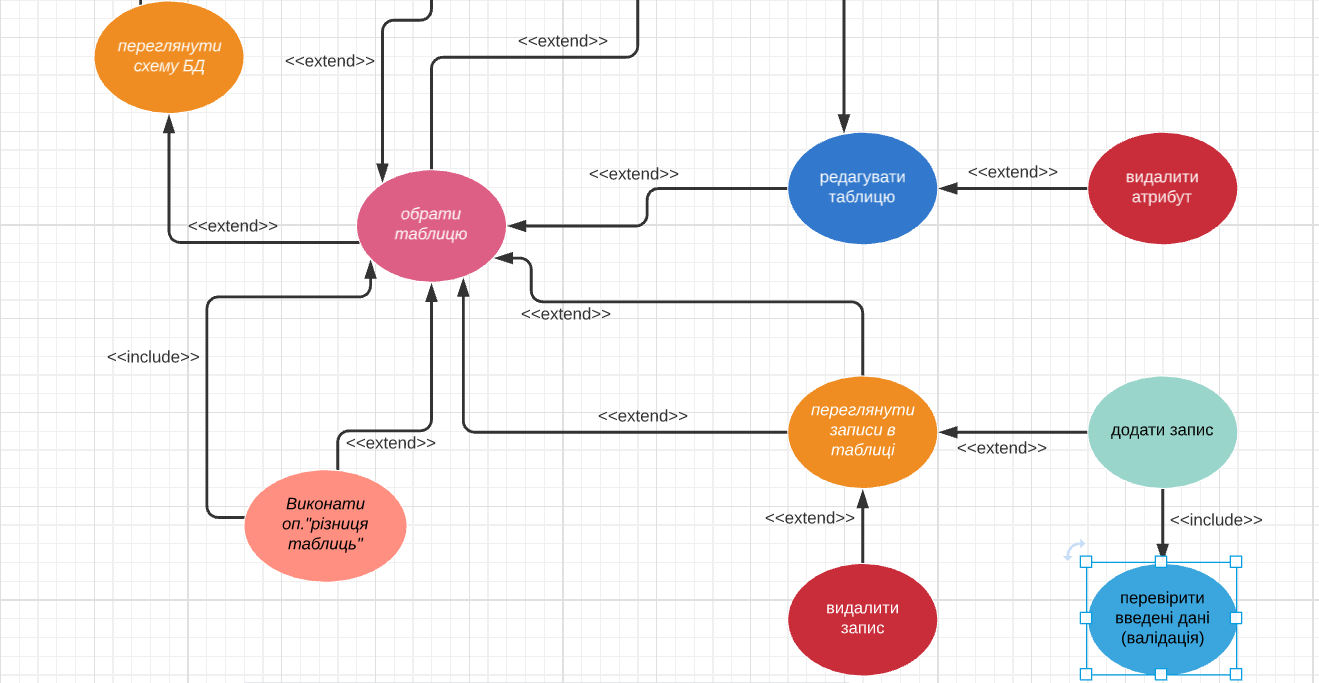 <<extend>>
переглянути
схему БД
<<extend>>
<<extend>>
редагувати
таблицю
<<extend>>
видалити
атрибут
обрати
таблицю
<<extend>>
<<extend>>
<<include>>
переглянути
записи в
таблиці
<<extend>>
<<extend>>
додати запис
<<extend>>
Виконати
оп."різниця
таблиць"
<<extend>>
<<include>>
видалити
запис
перевірити
введені дані
(валідація)